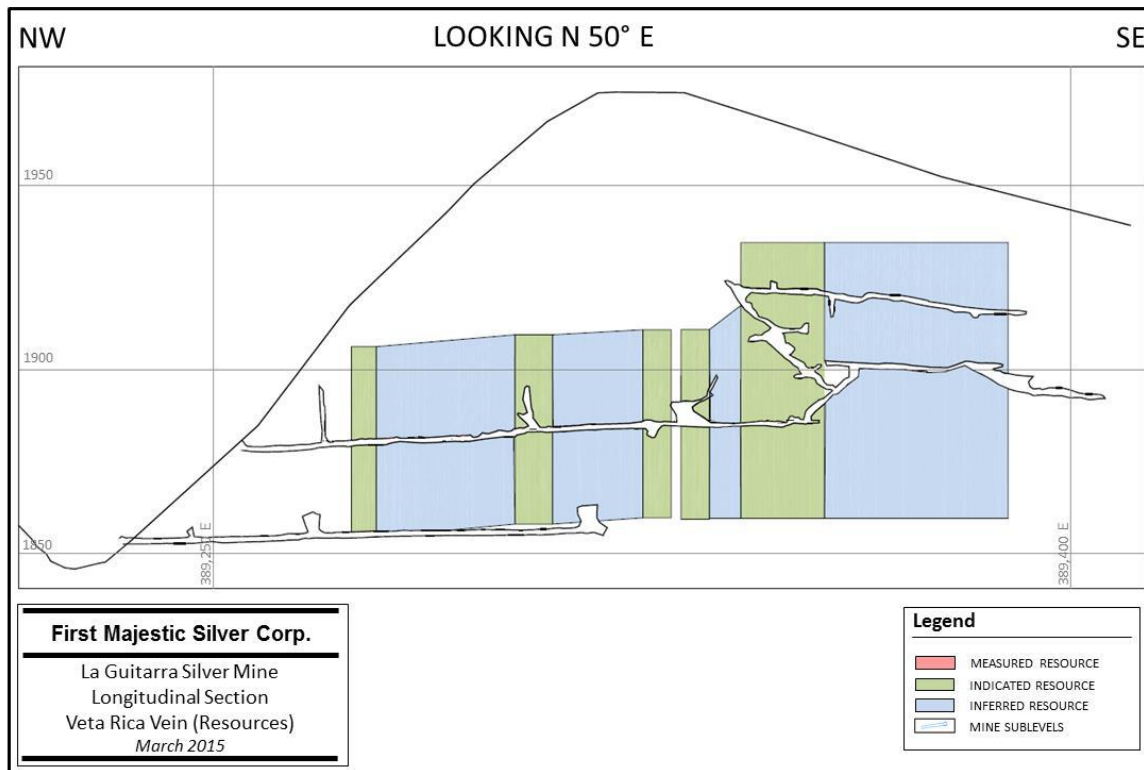 NW
LOOKING N 50° E
SE
1950
1900
1850
389,250 E
389,400 E
First Majestic Silver Corp.
La Guitarra Silver Mine
Longitudinal Section
Veta Rica Vein (Resources)
March 2015
Legend
MEASURED RESOURCE
INDICATED RESOURCE
INFERRED RESOURCE
MINE SUBLEVELS